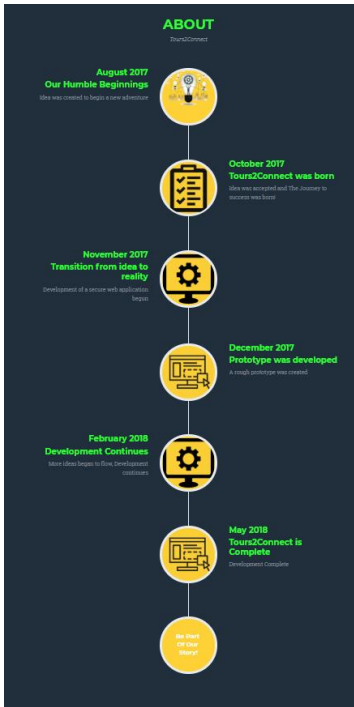 ABOUT
Tours2Connect
August 2017
Our Humble Beginnings
Idea was created to begin a new adventure
October 2017
Tours2Connect was born
Idea was accepted and The Journey to
success was born!
November 2017
Transition from idea to
reality
Development of a secure web application
begun
December 2017
Prototype was developed
A rough prototype was created
February 2018
Development Continues
More ideas began to flow, Development
continues
May 2018
Tours2Connect is
Complete
Development Complete
Be Part
Of Our
Story!